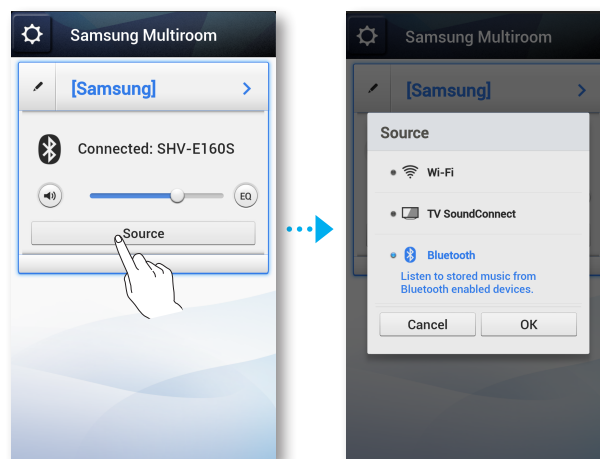 Samsung Multiroom
[Samsung]
Connected: SHV-E160S
EQ
Source
Samsung Multiroom
[Samsung]
Source
Wi-Fi
TV SoundConnect
Bluetooth
Listen to stored music from
Bluetooth enabled devices.
Cancel
OK